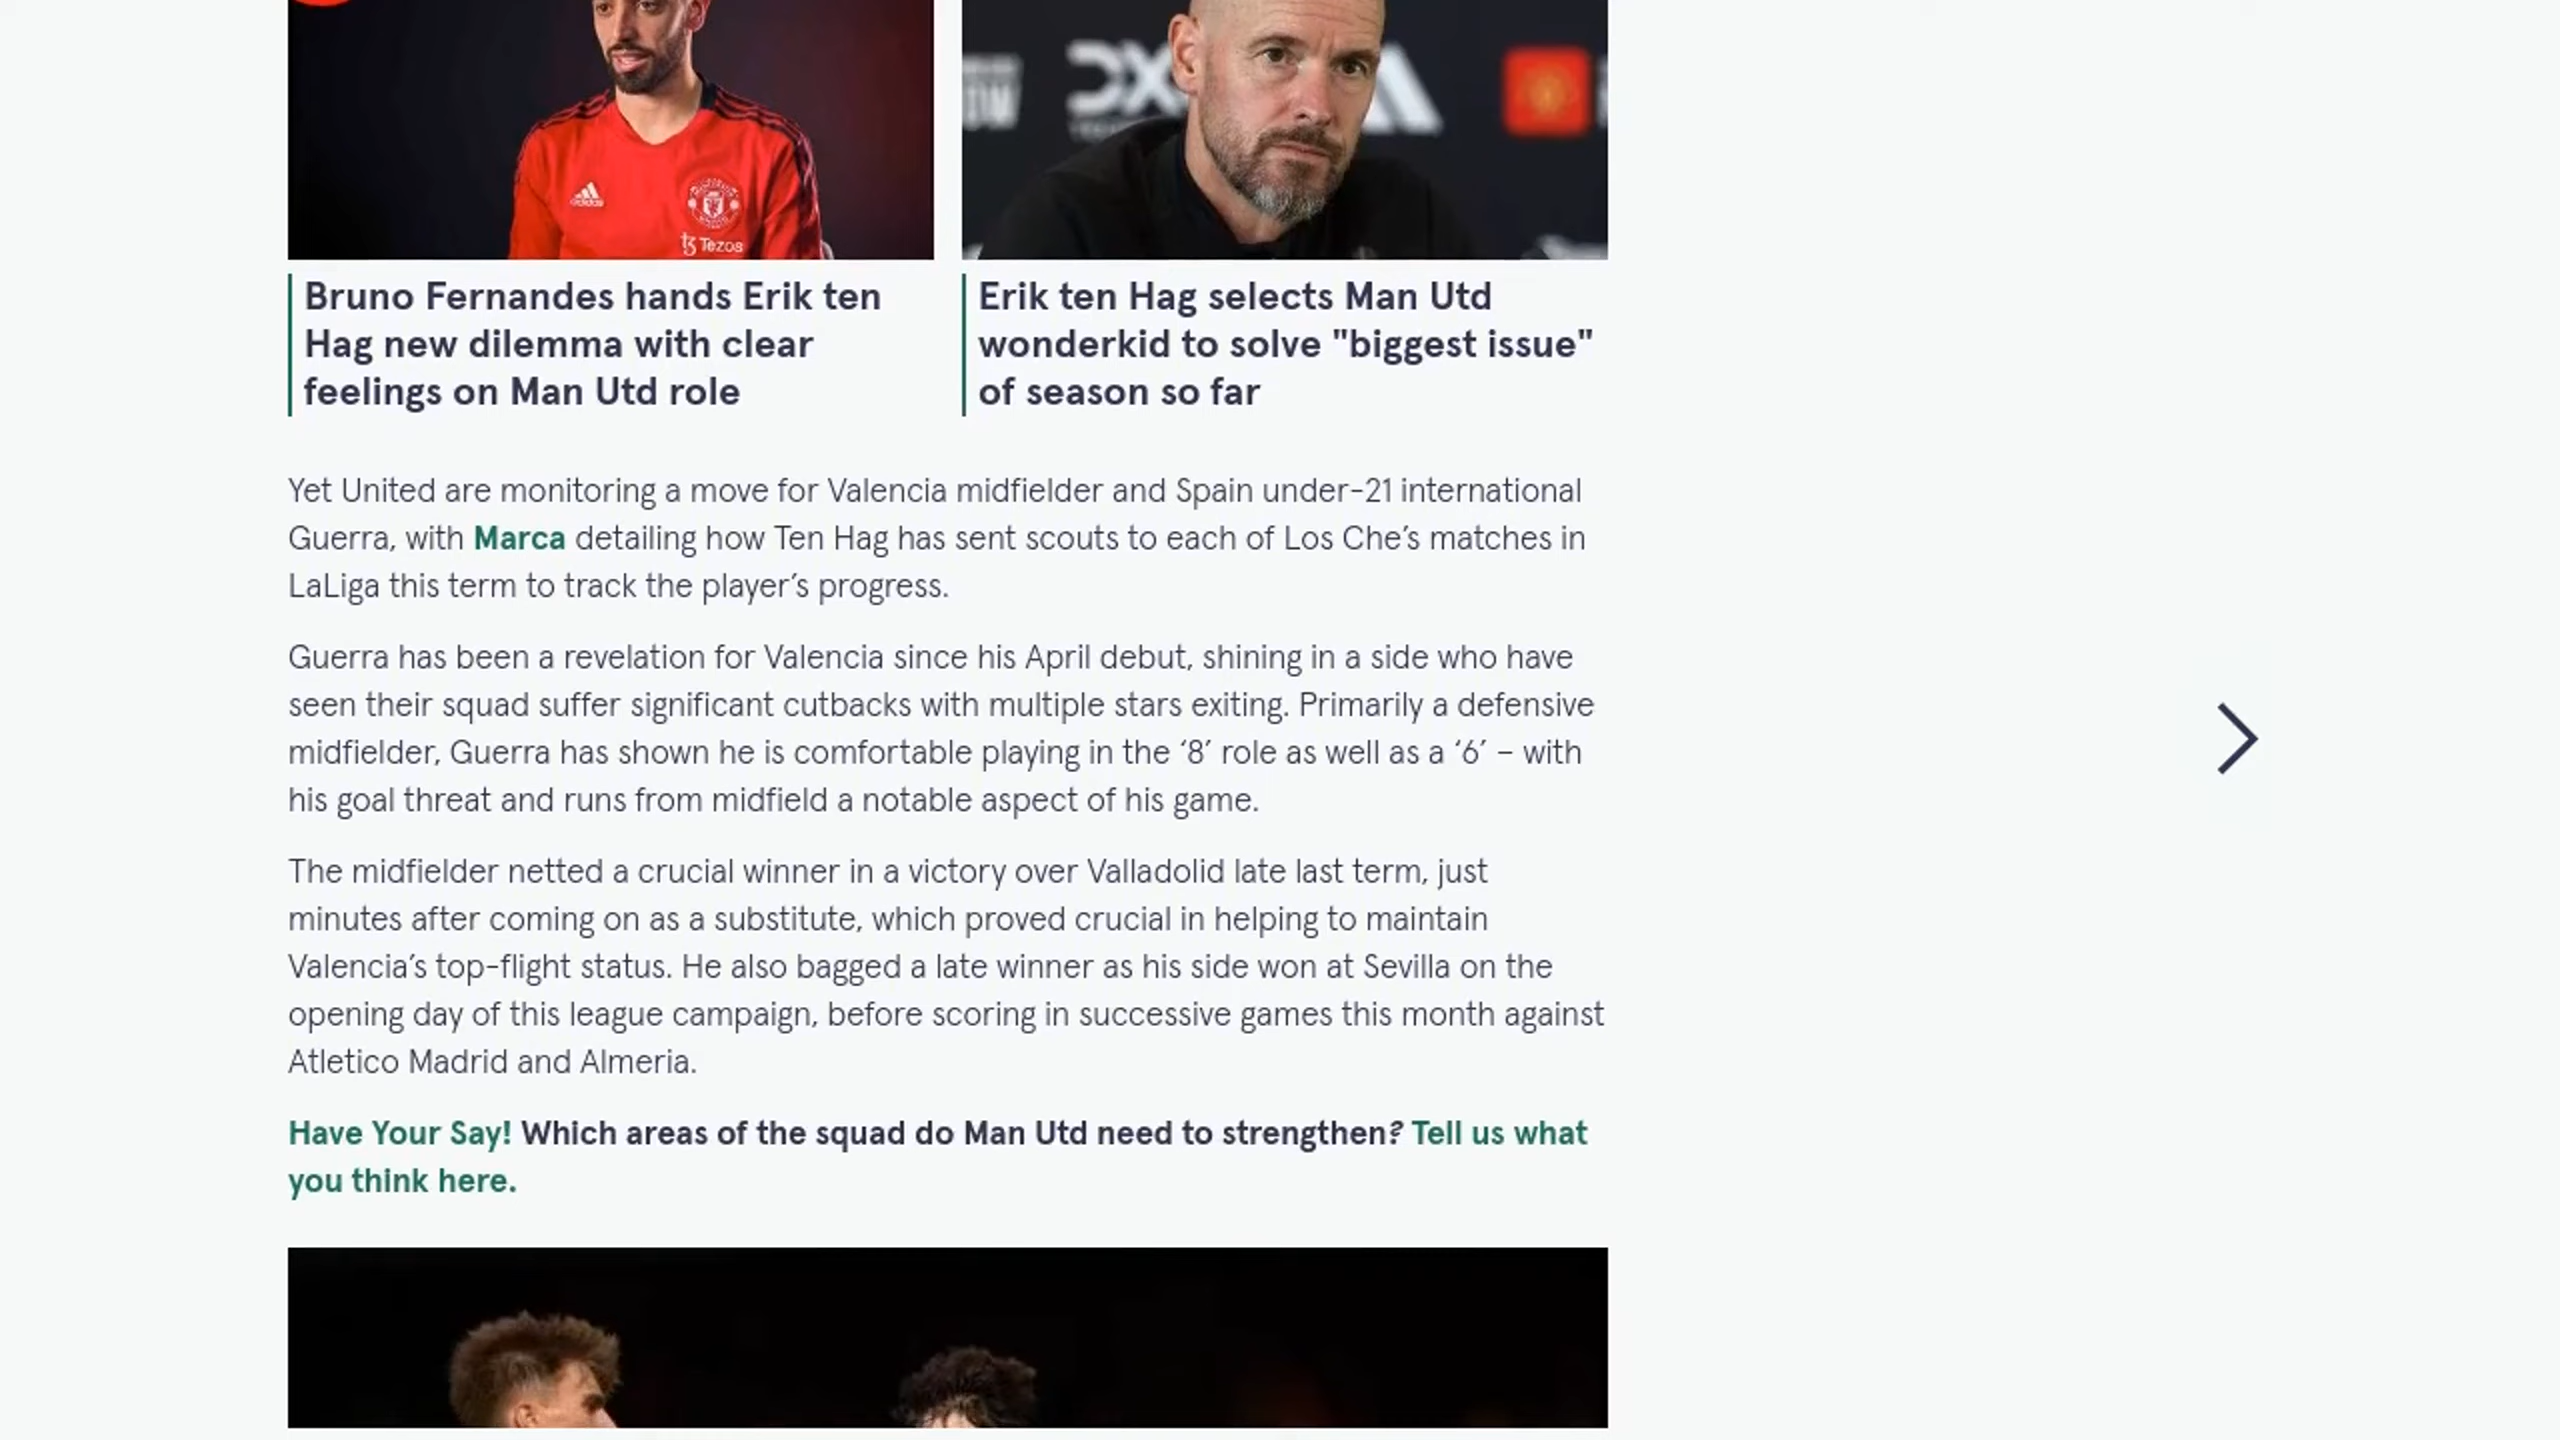 adidas
Tezos
Bruno Fernandes hands Erik ten
Hag new dilemma with clear
feelings on Man Utd role
Erik ten Hag selects Man Utd
wonderkid to solve "biggest issue"
of season so far
Yet United are monitoring a move for Valencia midfielder and Spain under-21 international
Guerra, with Marca detailing how Ten Hag has sent scouts to each of Los Che’s matches in
LaLiga this term to track the player’s progress.
Guerra has been a revelation for Valencia since his April debut, shining in a side who have
seen their squad suffer significant cutbacks with multiple stars exiting. Primarily a defensive
midfielder, Guerra has shown he is comfortable playing in the ‘8’ role as well as a ‘6’ – with
his goal threat and runs from midfield a notable aspect of his game.
The midfielder netted a crucial winner in a victory over Valladolid late last term, just
minutes after coming on as a substitute, which proved crucial in helping to maintain
Valencia’s top-flight status. He also bagged a late winner as his side won at Sevilla on the
opening day of this league campaign, before scoring in successive games this month against
Atletico Madrid and Almeria.
Have Your Say! Which areas of the squad do Man Utd need to strengthen? Tell us what
you think here.